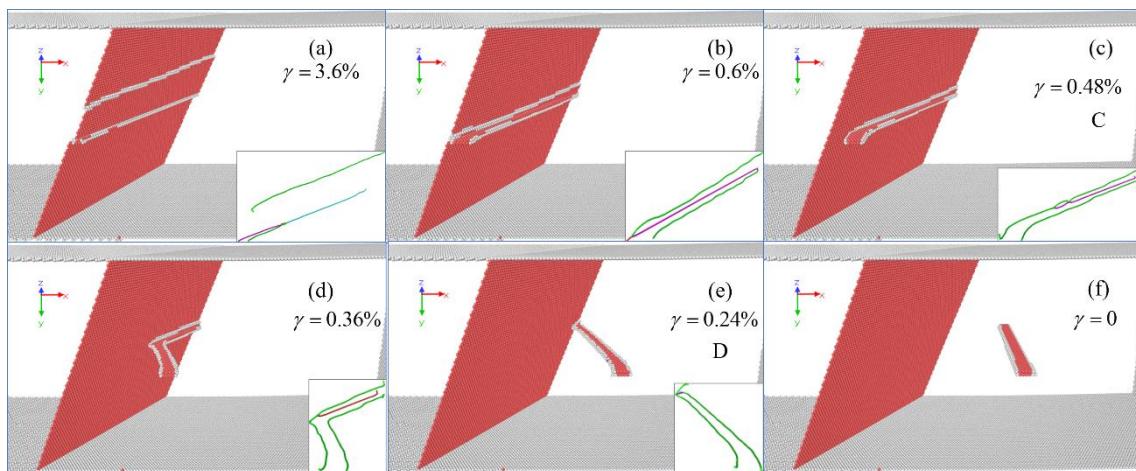 z
x
y
(a)
γ = 3.6%
z
x
y
(b)
γ = 0.6%
z
x
y
(c)
γ = 0.48%
C
z
x
y
(d)
γ = 0.36%
z
x
y
(e)
γ = 0.24%
D
z
x
y
(f)
γ = 0